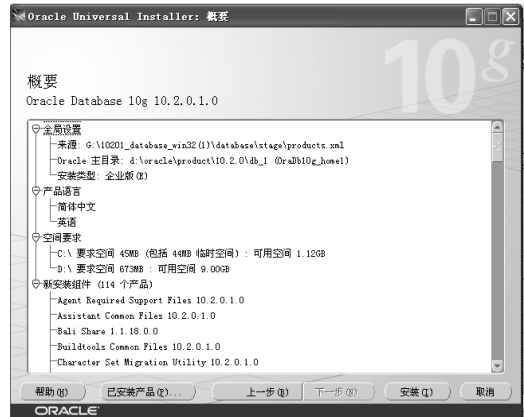 Oracle Universal Installer: 概要
10g
概要
Oracle Database 10g 10.2.0.1.0
全局设置
来源: G:\10201_database_win32(1)\database\stage\products.xml
Oracle 主目录: d:\oracle\product\10.2.0\db_1 (OraDb10g_home1)
安装类型: 企业版(E)
产品语言
简体中文
英语
空间要求
C:\ 要求空间 45MB (包括 44MB 临时空间) : 可用空间 1.12GB
D:\ 要求空间 673MB : 可用空间 9.00GB
新安装组件 (114 个产品)
Agent Required Support Files 10.2.0.1.0
Assistant Common Files 10.2.0.1.0
Bali Share 1.1.18.0.0
Buildtools Common Files 10.2.0.1.0
Character Set Migration Utility 10.2.0.1.0
帮助(H) 已安装产品(P)... 上一步(B) 下一步(N) 安装(I) 取消
ORACLE